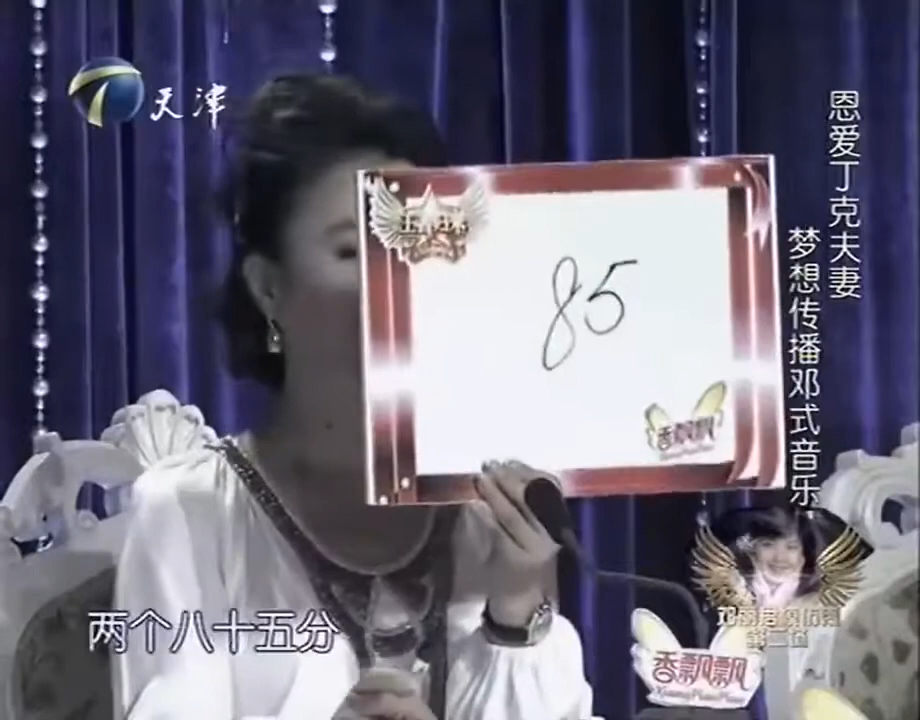 天津
恩爱丁克夫妻
梦想传播邓式音乐
85
香飘飘
两个八十五分
香飘飘